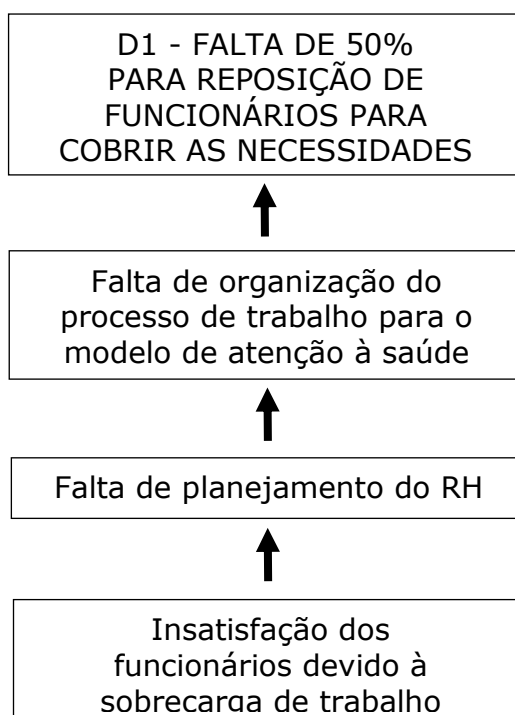 D1 - FALTA DE 50%
PARA REPOSIÇÃO DE
FUNCIONÁRIOS PARA
COBRIR AS NECESSIDADES
Falta de organização do
processo de trabalho para o
modelo de atenção à saúde
Falta de planejamento do RH
Insatisfação dos
funcionários devido à
sobrecarga de trabalho